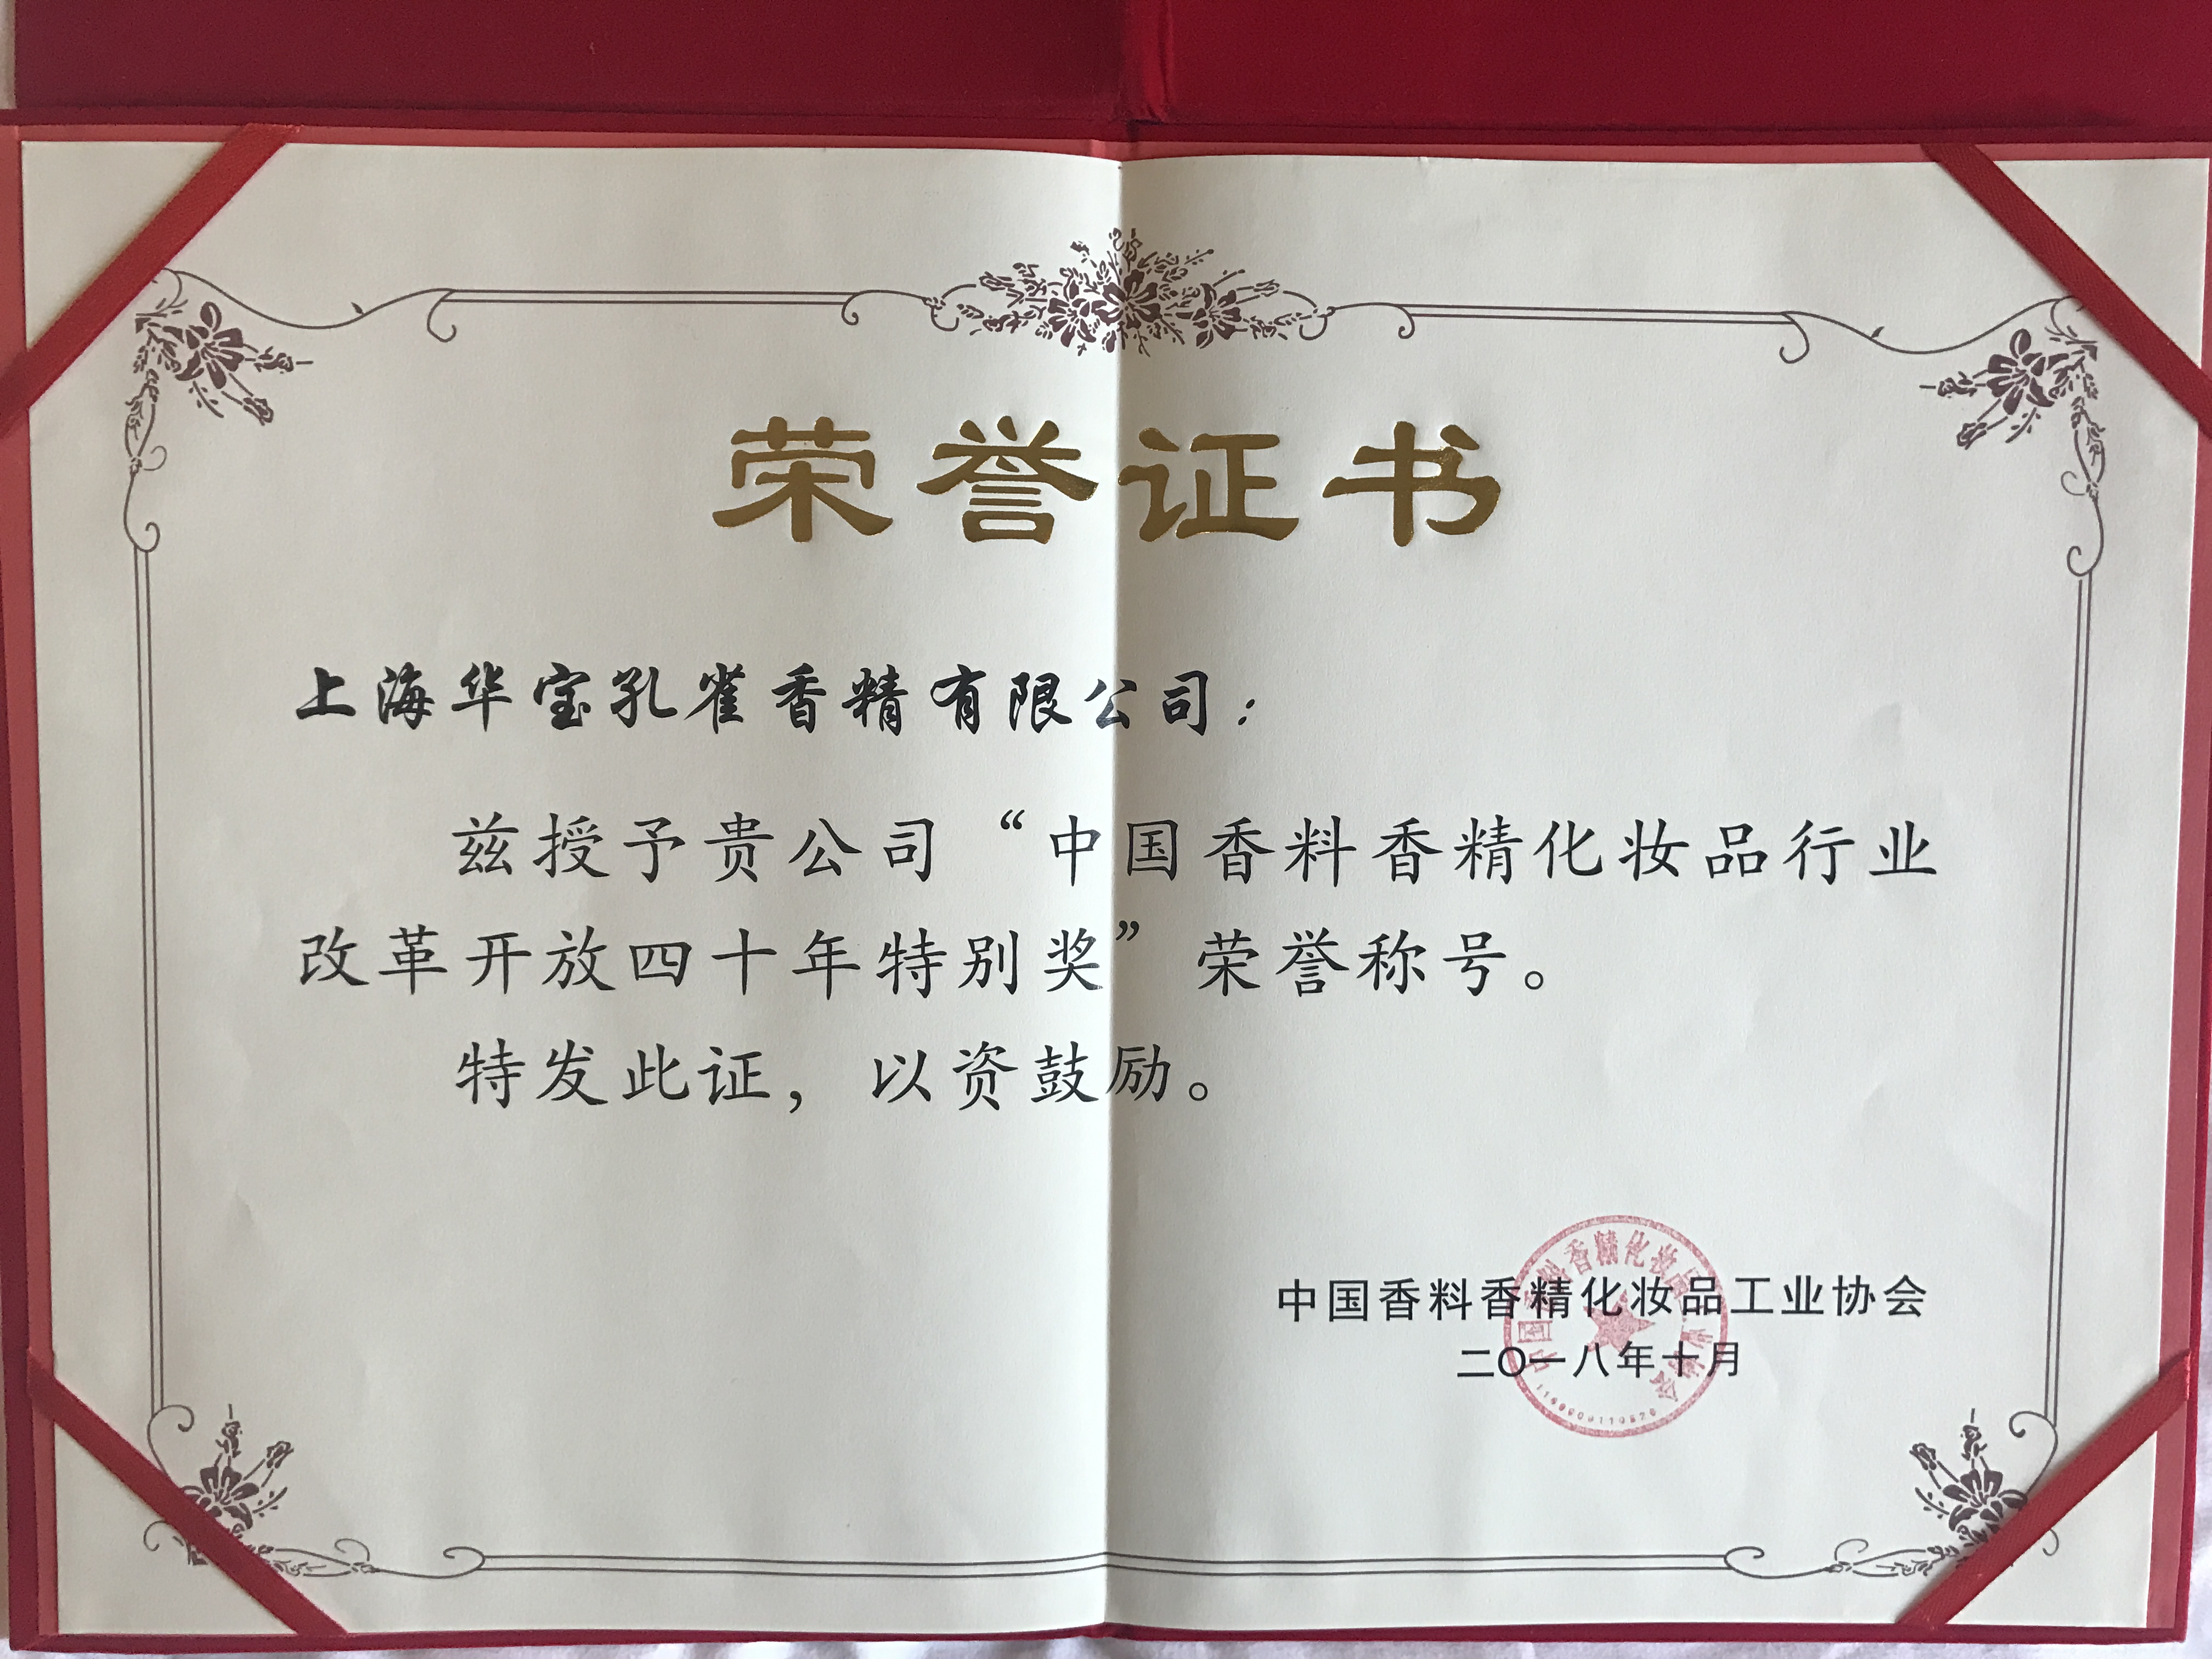 荣誉证书
上海华宝孔雀香精有限公司：
兹授予贵公司“中国香料香精化妆品行业
改革开放四十年特别奖”荣誉称号。
特发此证，以资鼓励。
中国香料香精化妆品工业协会
二〇一八年十月